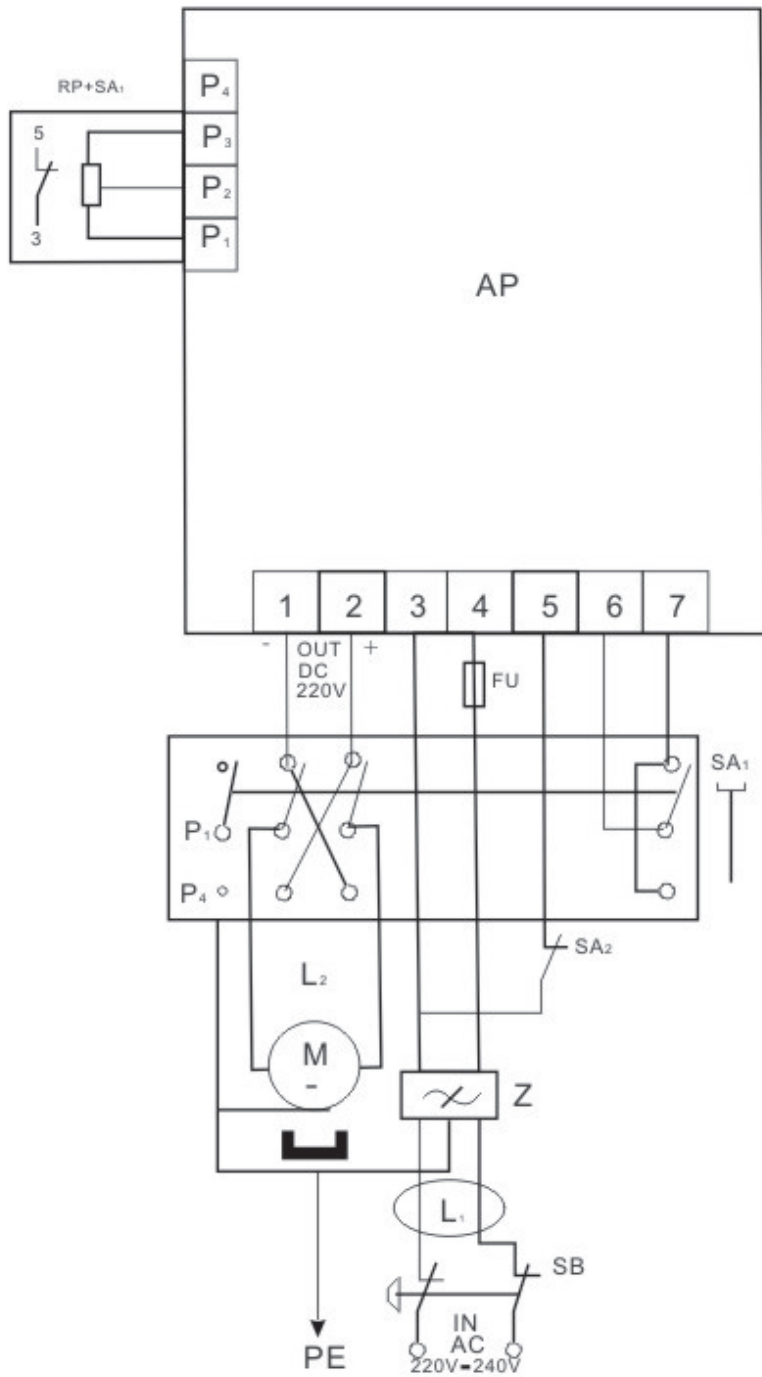 RP+SA₁
P₄
5
P₃
P₂
3
P₁
AP
1 2 3 4 5 6 7
- OUT +
DC
220V
FU
SA₁
P₁
P₄
SA₂
L₂
M
-
Z
L₁
SB
IN
AC
220V-240V
PE